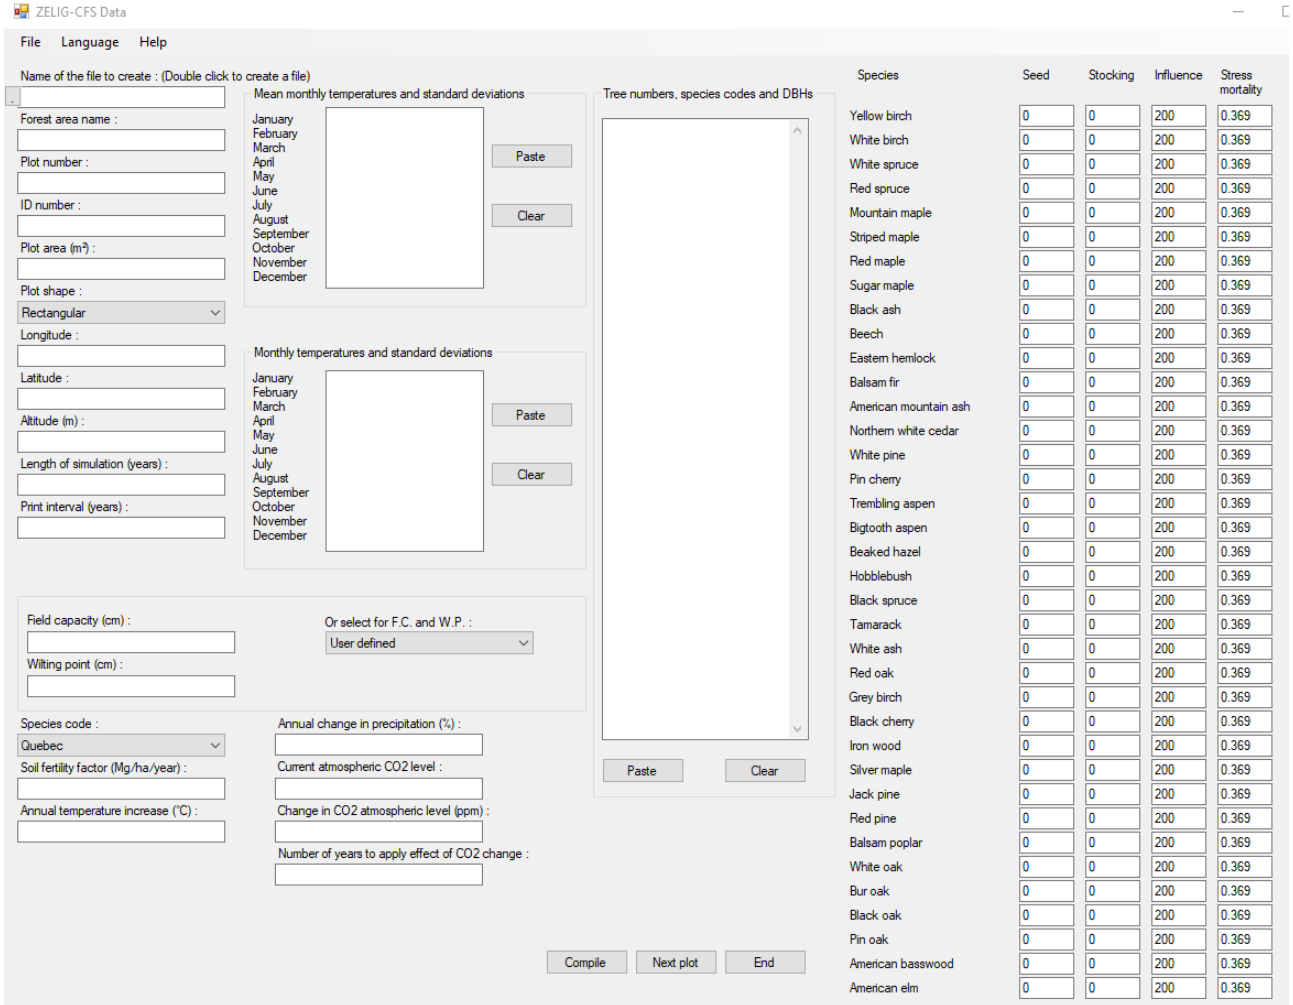 ZELIG-CFS Data
File Language Help
Name of the file to create : (Double click to create a file)
.
Forest area name :
Plot number :
ID number :
Plot area (m²) :
Plot shape :
Rectangular
Longitude :
Latitude :
Altitude (m) :
Length of simulation (years) :
Print interval (years) :
Mean monthly temperatures and standard deviations
January
February
March
April
May
June
July
August
September
October
November
December
Paste
Clear
Monthly temperatures and standard deviations
January
February
March
April
May
June
July
August
September
October
November
December
Paste
Clear
Field capacity (cm) :
Wilting point (cm) :
Or select for F.C. and W.P. :
User defined
Species code :
Quebec
Soil fertility factor (Mg/ha/year) :
Annual temperature increase (°C) :
Annual change in precipitation (%) :
Current atmospheric CO2 level :
Change in CO2 atmospheric level (ppm) :
Number of years to apply effect of CO2 change :
Tree numbers, species codes and DBHs
Paste Clear
Compile Next plot End
Species Seed Stocking Influence Stress mortality
Yellow birch 0 0 200 0.369
White birch 0 0 200 0.369
White spruce 0 0 200 0.369
Red spruce 0 0 200 0.369
Mountain maple 0 0 200 0.369
Striped maple 0 0 200 0.369
Red maple 0 0 200 0.369
Sugar maple 0 0 200 0.369
Black ash 0 0 200 0.369
Beech 0 0 200 0.369
Eastern hemlock 0 0 200 0.369
Balsam fir 0 0 200 0.369
American mountain ash 0 0 200 0.369
Northern white cedar 0 0 200 0.369
White pine 0 0 200 0.369
Pin cherry 0 0 200 0.369
Trembling aspen 0 0 200 0.369
Bigtooth aspen 0 0 200 0.369
Beaked hazel 0 0 200 0.369
Hobblebush 0 0 200 0.369
Black spruce 0 0 200 0.369
Tamarack 0 0 200 0.369
White ash 0 0 200 0.369
Red oak 0 0 200 0.369
Grey birch 0 0 200 0.369
Black cherry 0 0 200 0.369
Iron wood 0 0 200 0.369
Silver maple 0 0 200 0.369
Jack pine 0 0 200 0.369
Red pine 0 0 200 0.369
Balsam poplar 0 0 200 0.369
White oak 0 0 200 0.369
Bur oak 0 0 200 0.369
Black oak 0 0 200 0.369
Pin oak 0 0 200 0.369
American basswood 0 0 200 0.369
American elm 0 0 200 0.369